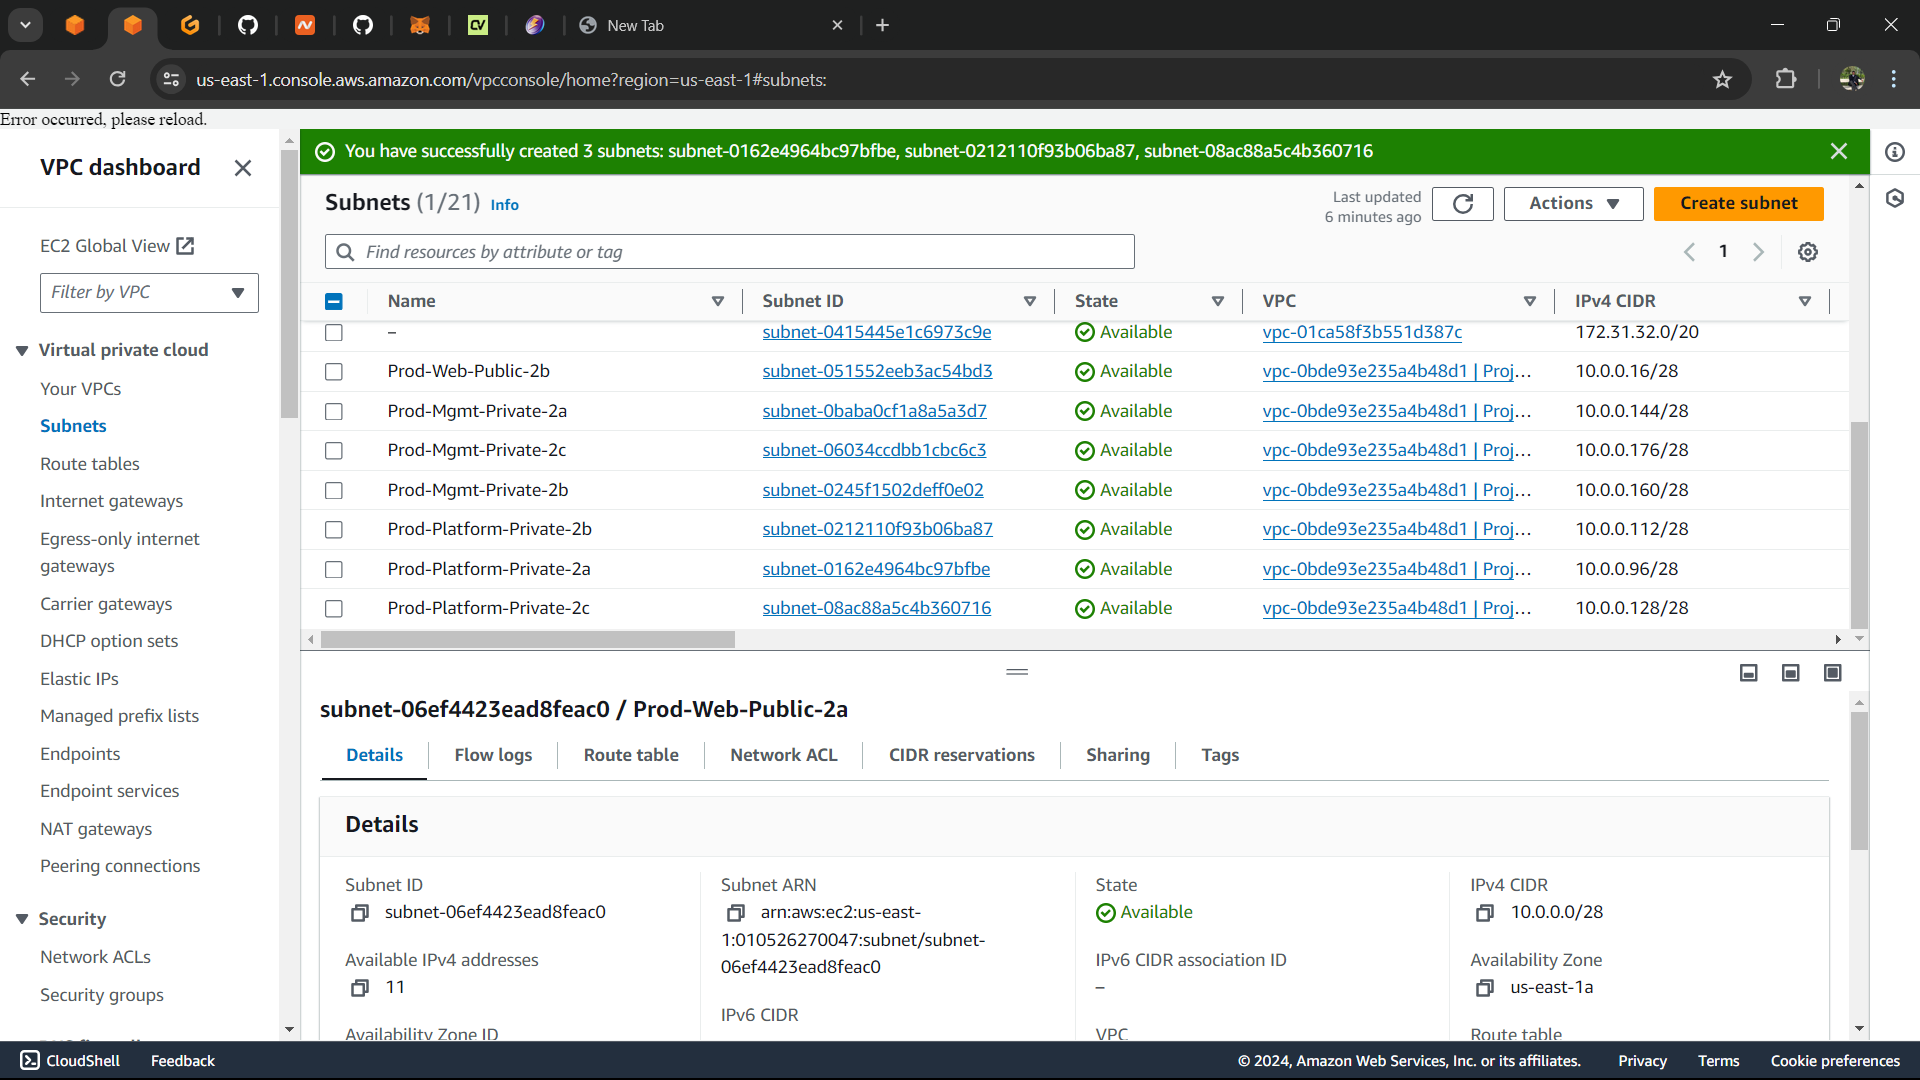 New Tab
us-east-1.console.aws.amazon.com/vpcconsole/home?region=us-east-1#subnets:
Error occurred, please reload.
VPC dashboard
EC2 Global View
Filter by VPC
Virtual private cloud
Your VPCs
Subnets
Route tables
Internet gateways
Egress-only internet
gateways
Carrier gateways
DHCP option sets
Elastic IPs
Managed prefix lists
Endpoints
Endpoint services
NAT gateways
Peering connections
Security
Network ACLs
Security groups
You have successfully created 3 subnets: subnet-0162e4964bc97bfbe, subnet-0212110f93b06ba87, subnet-08ac88a5c4b360716
Subnets (1/21) Info
Last updated
6 minutes ago
Actions
Create subnet
Find resources by attribute or tag
1
Name Subnet ID State VPC IPv4 CIDR
– subnet-0415445e1c6973c9e Available vpc-01ca58f3b551d387c 172.31.32.0/20
Prod-Web-Public-2b subnet-051552eeb3ac54bd3 Available vpc-0bde93e235a4b48d1 | Proj... 10.0.0.16/28
Prod-Mgmt-Private-2a subnet-0baba0cf1a8a5a3d7 Available vpc-0bde93e235a4b48d1 | Proj... 10.0.0.144/28
Prod-Mgmt-Private-2c subnet-06034ccdbb1cbc6c3 Available vpc-0bde93e235a4b48d1 | Proj... 10.0.0.176/28
Prod-Mgmt-Private-2b subnet-0245f1502deff0e02 Available vpc-0bde93e235a4b48d1 | Proj... 10.0.0.160/28
Prod-Platform-Private-2b subnet-0212110f93b06ba87 Available vpc-0bde93e235a4b48d1 | Proj... 10.0.0.112/28
Prod-Platform-Private-2a subnet-0162e4964bc97bfbe Available vpc-0bde93e235a4b48d1 | Proj... 10.0.0.96/28
Prod-Platform-Private-2c subnet-08ac88a5c4b360716 Available vpc-0bde93e235a4b48d1 | Proj... 10.0.0.128/28
subnet-06ef4423ead8feac0 / Prod-Web-Public-2a
Details Flow logs Route table Network ACL CIDR reservations Sharing Tags
Details
Subnet ID
subnet-06ef4423ead8feac0
Available IPv4 addresses
11
Availability Zone ID
Subnet ARN
arn:aws:ec2:us-east-
1:010526270047:subnet/subnet-
06ef4423ead8feac0
IPv6 CIDR
State
Available
IPv6 CIDR association ID
–
VPC
IPv4 CIDR
10.0.0.0/28
Availability Zone
us-east-1a
Route table
CloudShell Feedback
© 2024, Amazon Web Services, Inc. or its affiliates. Privacy Terms Cookie preferences